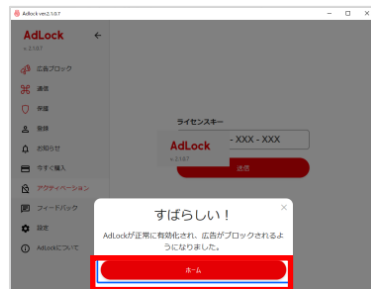 Adlock ver.2.1.8.7
AdLock
v. 2.1.8.7
広告ブロック
通信
保護
登録
お知らせ
今すぐ購入
アクティベーション
フィードバック
設定
AdLockについて
ライセンスキー
- XXX - XXX
AdLock
v. 2.1.8.7
送信
すばらしい！
AdLockが正常に有効化され、広告がブロックされるよ
うになりました。
ホーム